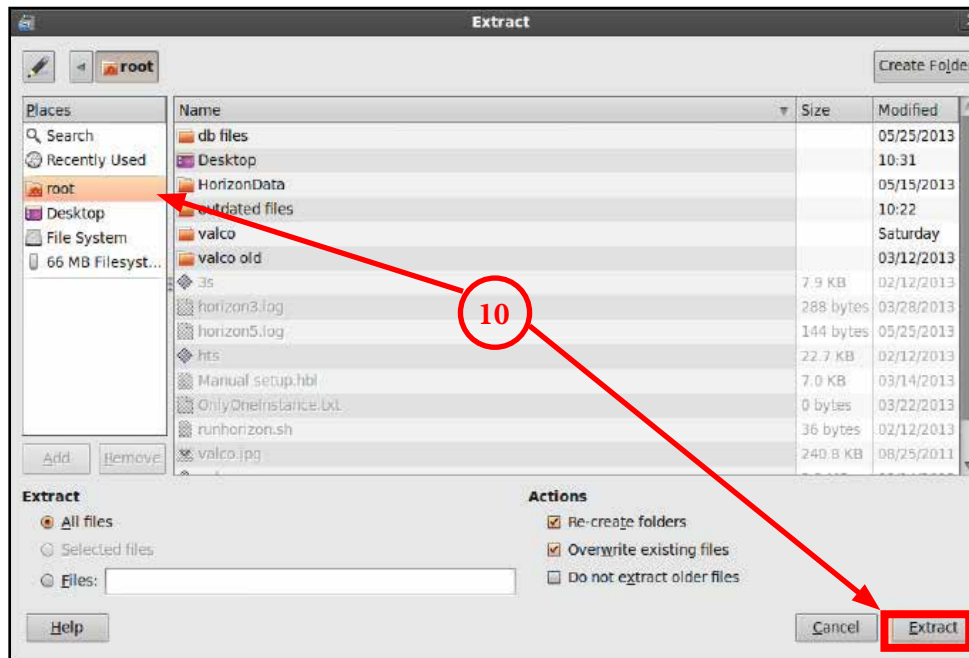 Extract
root
Create Folde
Places
Name Size Modified
Search
Recently Used
root
Desktop
File System
66 MB Filesyst...
db files 05/25/2013
Desktop 10:31
HorizonData 05/15/2013
outdated files 10:22
valco Saturday
valco old 03/12/2013
3s 7.9 KB 02/12/2013
horizon3.log 288 bytes 03/28/2013
horizon5.log 144 bytes 05/25/2013
hts 22.7 KB 02/12/2013
Manual setup.hbl 7.0 KB 03/14/2013
OnlyOneInstance.txt 0 bytes 03/22/2013
runhorizon.sh 36 bytes 02/12/2013
valco.jpg 240.8 KB 08/25/2011
10
Add Remove
Extract
All files
Selected files
Files:
Actions
Re-create folders
Overwrite existing files
Do not extract older files
Help Cancel Extract